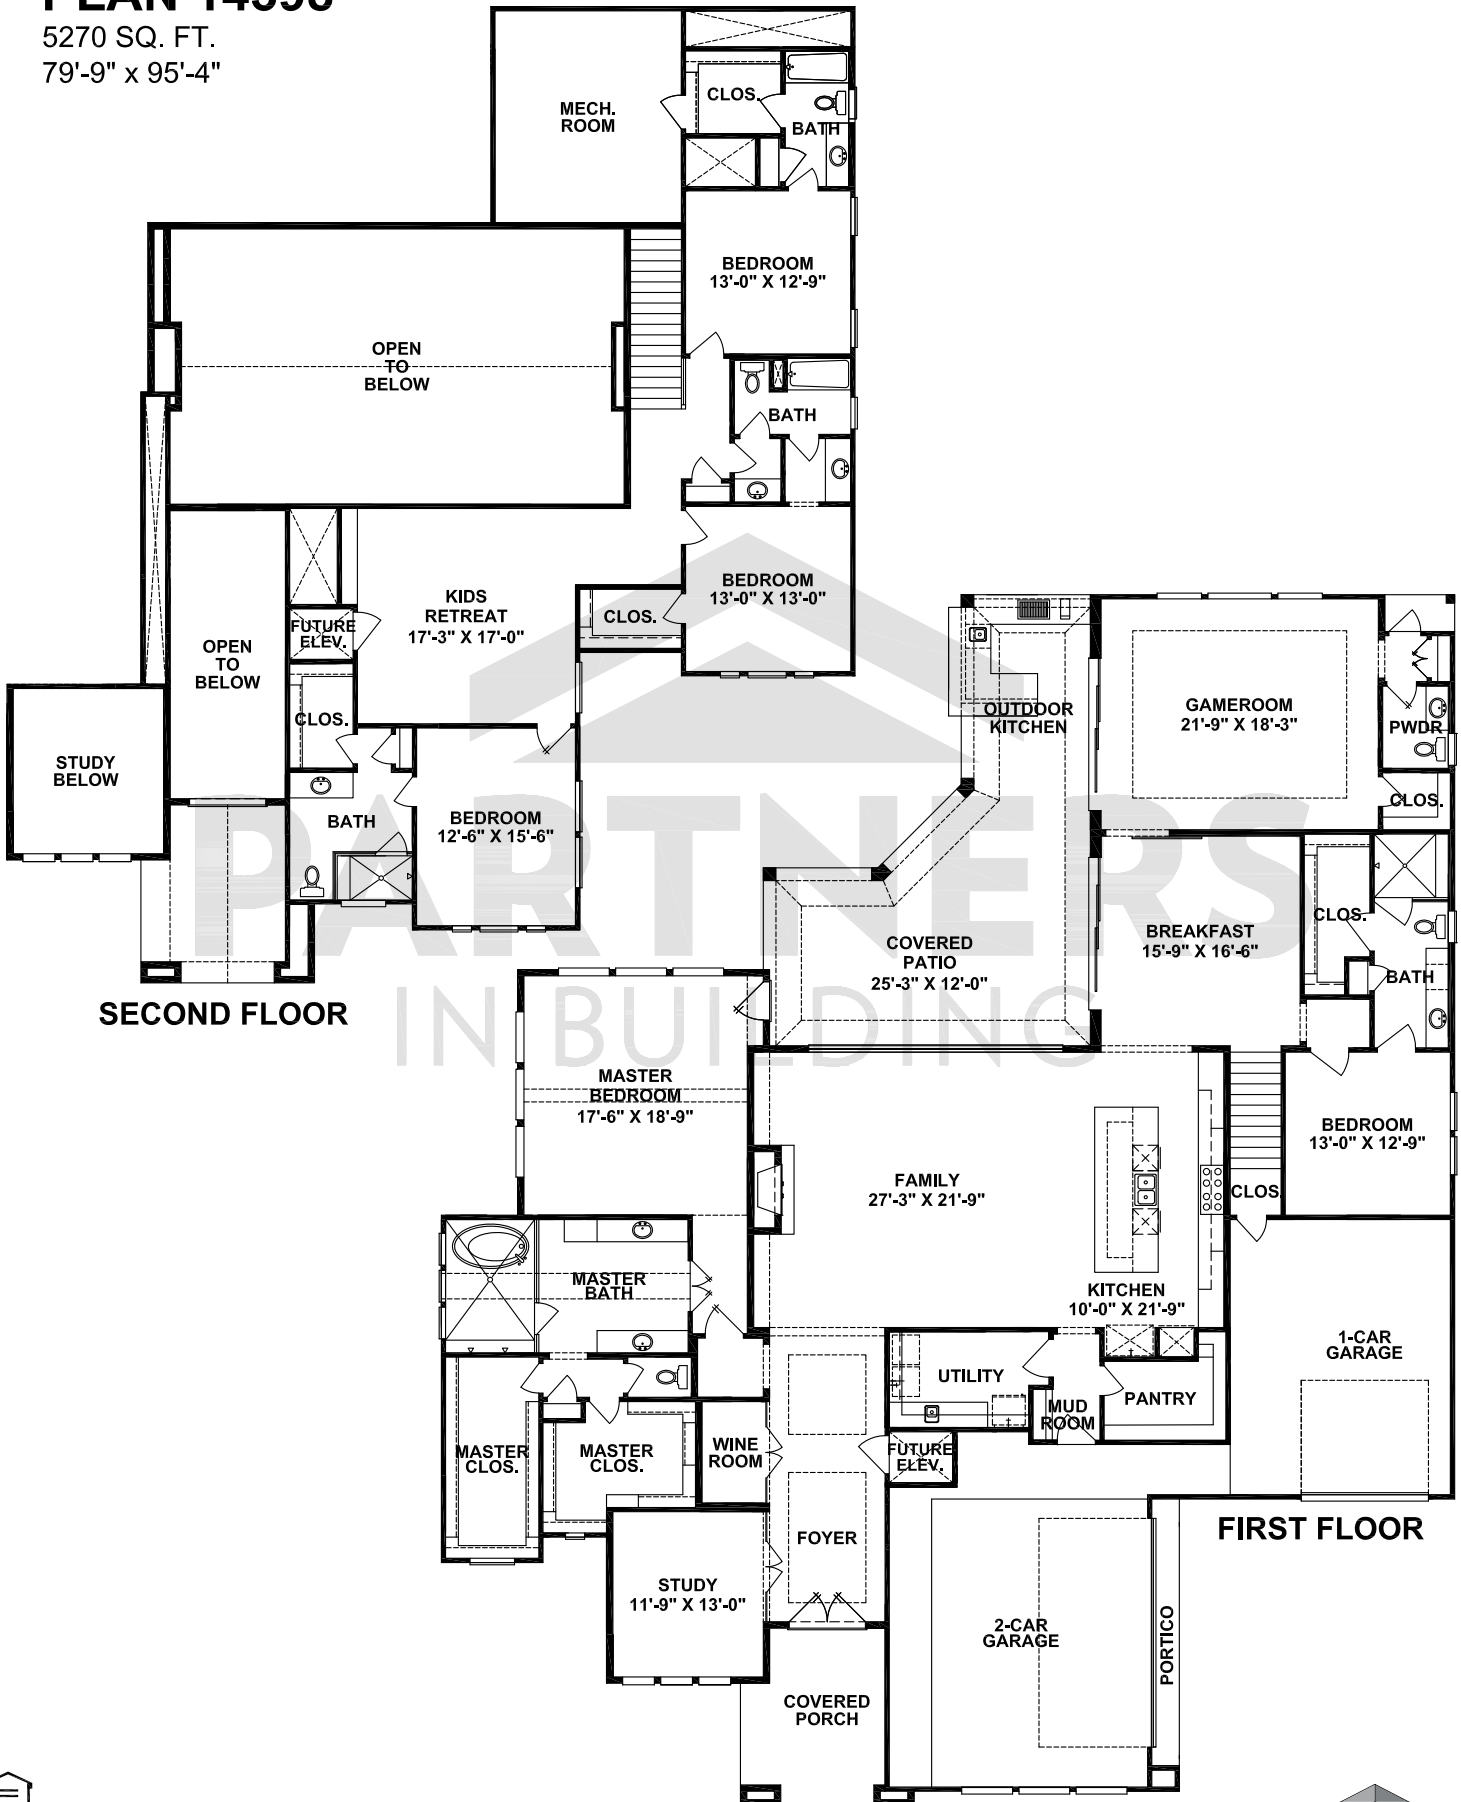 5270 SQ. FT.
79'-9" x 95'-4"
MECH.
ROOM
CLOS.
BATH
BEDROOM
13'-0" X 12'-9"
OPEN
TO
BELOW
BATH
BEDROOM
13'-0" X 13'-0"
CLOS.
KIDS
RETREAT
17'-3" X 17'-0"
FUTURE
ELEV.
OPEN
TO
BELOW
CLOS.
STUDY
BELOW
BATH
BEDROOM
12'-6" X 15'-6"
SECOND FLOOR
PARTNERS
IN BUILDING
OUTDOOR
KITCHEN
GAMEROOM
21'-9" X 18'-3"
PWDR
CLOS.
COVERED
PATIO
25'-3" X 12'-0"
BREAKFAST
15'-9" X 16'-6"
CLOS.
BATH
MASTER
BEDROOM
17'-6" X 18'-9"
FAMILY
27'-3" X 21'-9"
BEDROOM
13'-0" X 12'-9"
CLOS.
MASTER
BATH
KITCHEN
10'-0" X 21'-9"
1-CAR
GARAGE
UTILITY
MUD
ROOM
PANTRY
MASTER
CLOS.
MASTER
CLOS.
WINE
ROOM
FUTURE
ELEV.
FOYER
FIRST FLOOR
STUDY
11'-9" X 13'-0"
2-CAR
GARAGE
PORTICO
COVERED
PORCH